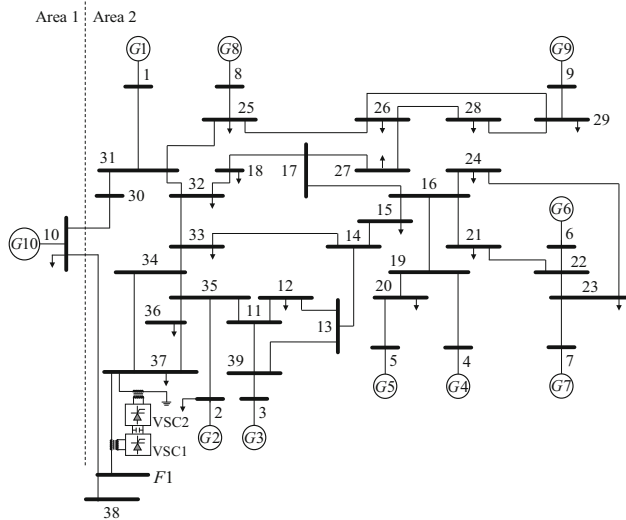 Area 1 Area 2
G1 G8 G9
1 8 9
25 26 28 29
31 18 17 27 24
30 32 16 G6
G10 10 15
33 14 21 6
34 19 22
35 12 20 23
36 11 13
37 39 5 4 7
VSC2 2 3 G5 G4 G7
VSC1 G2 G3
F1
38